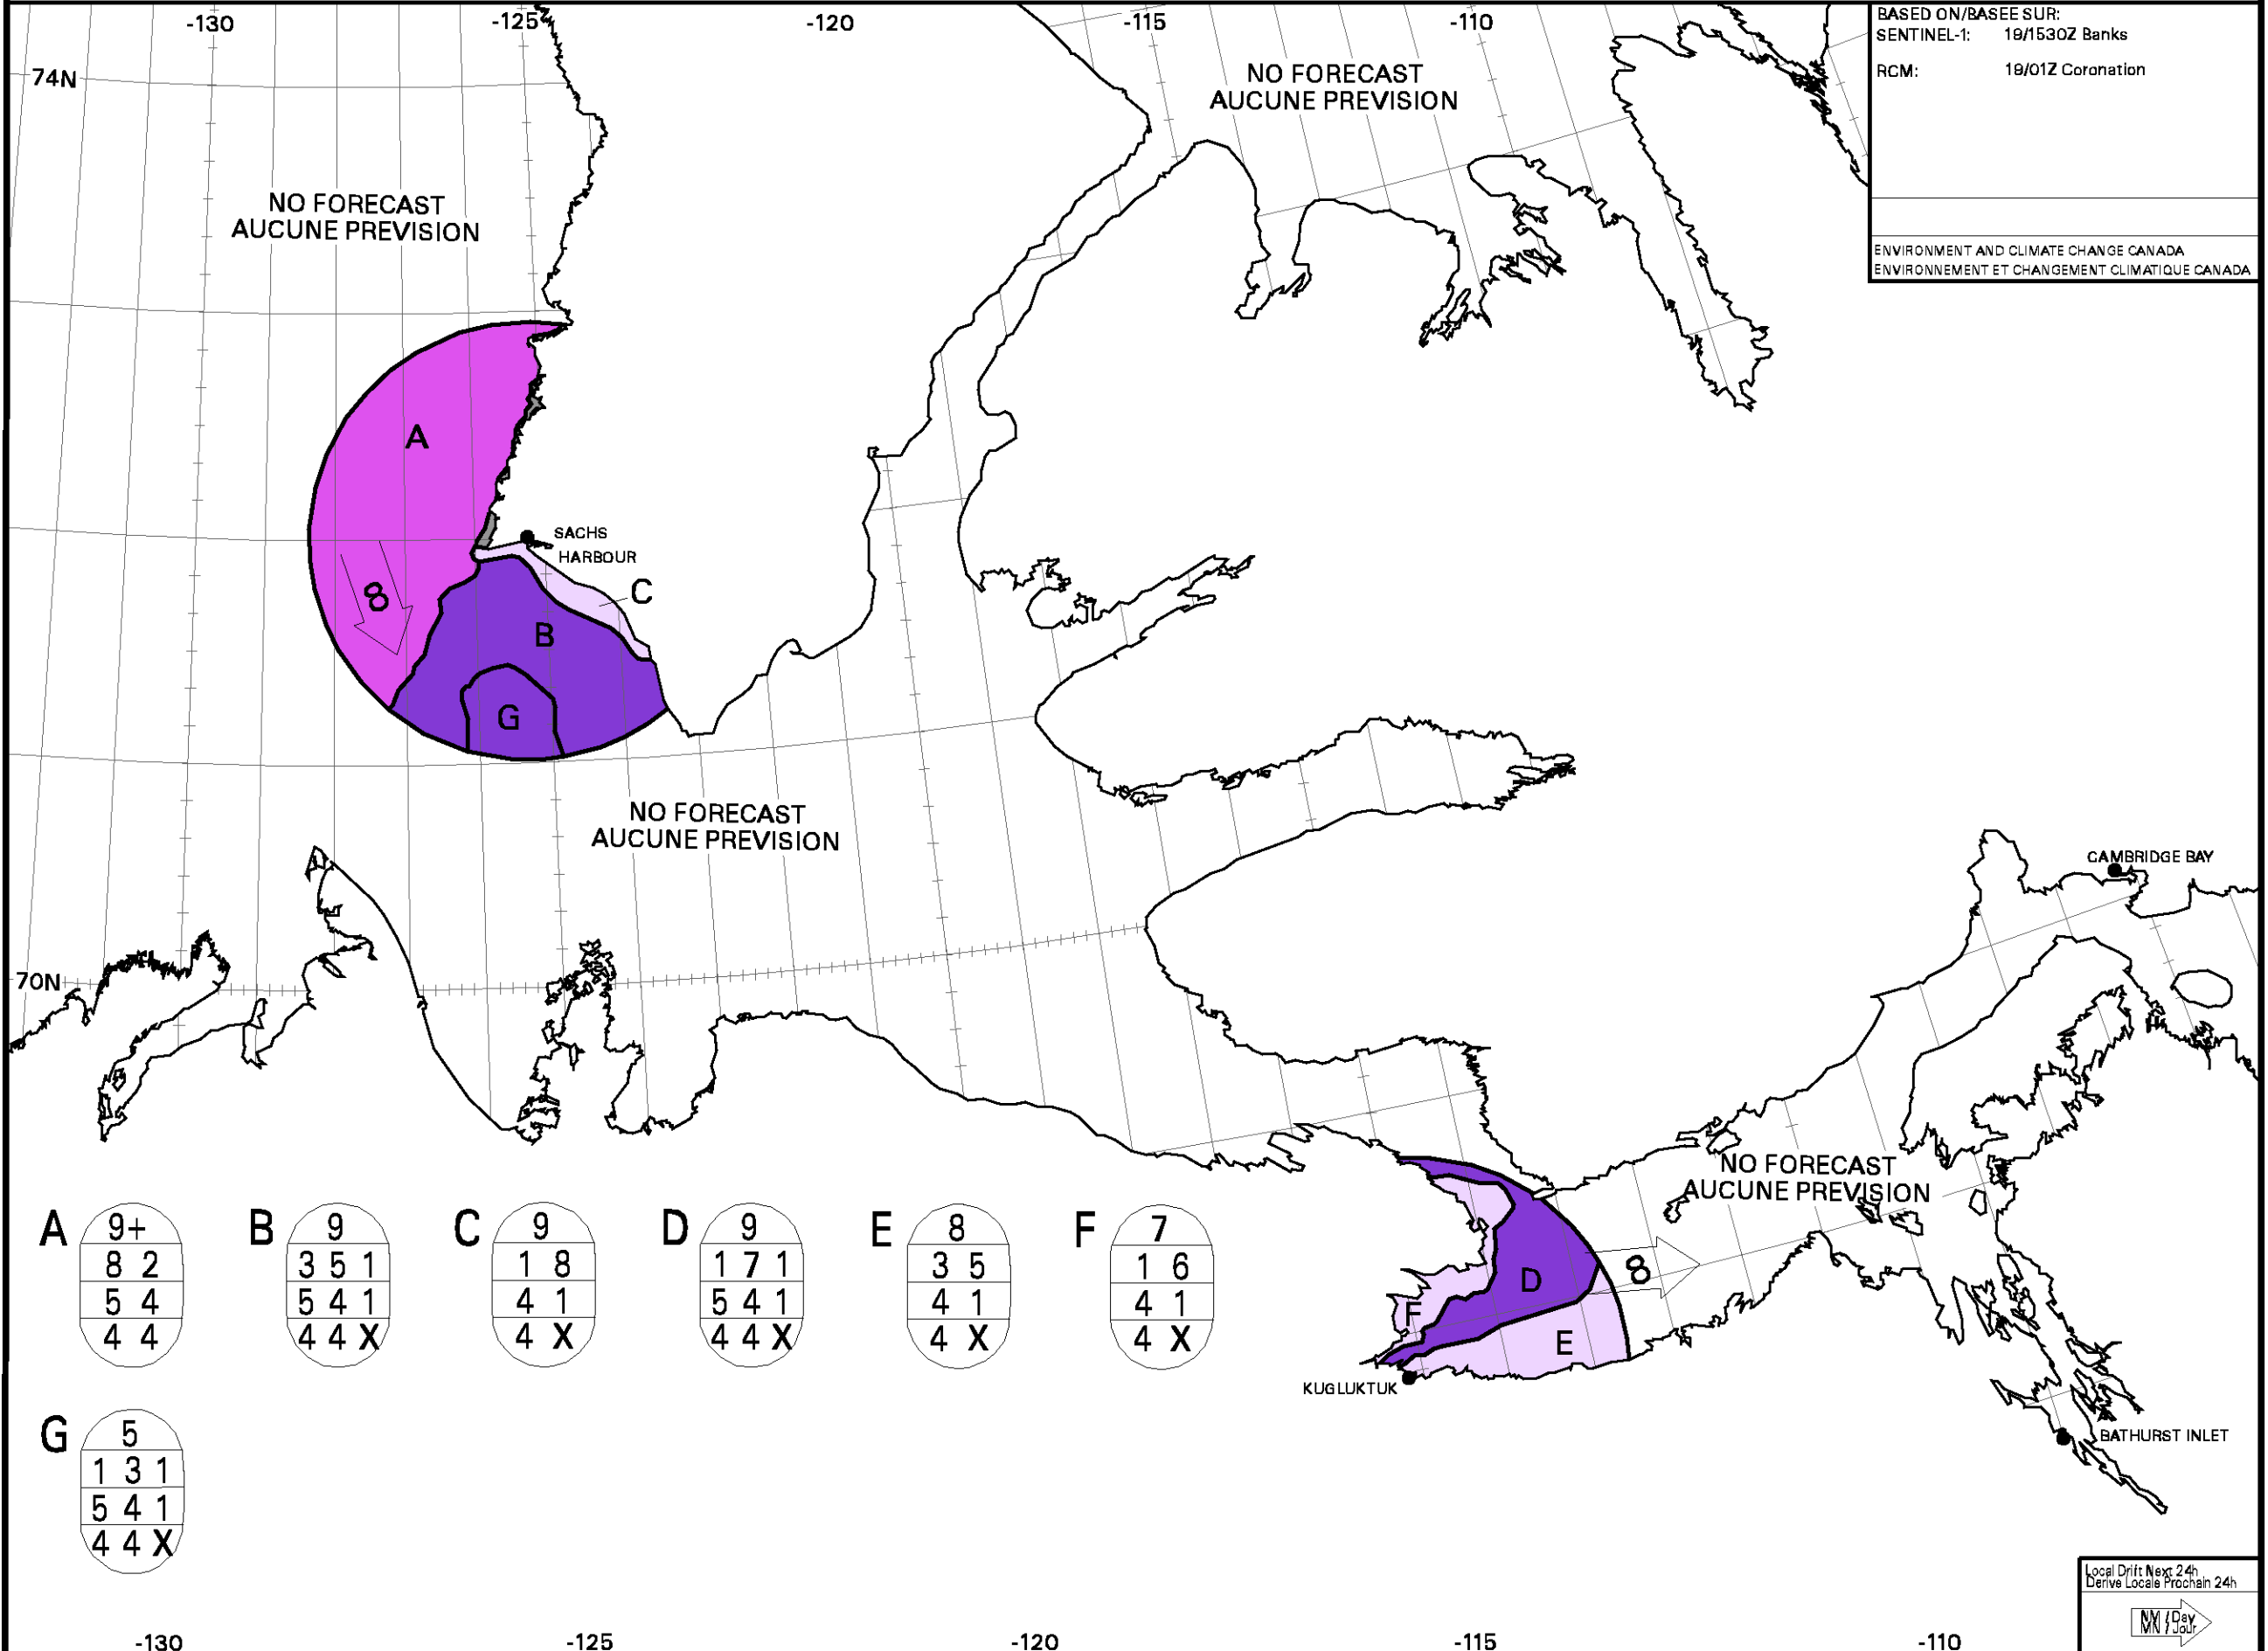 -130 -125 -120 -115 -110
BASED ON/BASEE SUR:
SENTINEL-1: 19/1530Z Banks
RCM: 19/01Z Coronation
ENVIRONMENT AND CLIMATE CHANGE CANADA
ENVIRONNEMENT ET CHANGEMENT CLIMATIQUE CANADA
74N
NO FORECAST
AUCUNE PREVISION
NO FORECAST
AUCUNE PREVISION
A
SACHS
HARBOUR
C
8
B
G
NO FORECAST
AUCUNE PREVISION
CAMBRIDGE BAY
70N
NO FORECAST
AUCUNE PREVISION
8
D
F
E
KUGLUKTUK
BATHURST INLET
A
9+
8 2
5 4
4 4
B
9
3 5 1
5 4 1
4 4 X
C
9
1 8
4 1
4 X
D
9
1 7 1
5 4 1
4 4 X
E
8
3 5
4 1
4 X
F
7
1 6
4 1
4 X
G
5
1 3 1
5 4 1
4 4 X
Local Drift Next 24h
Derive Locale Prochain 24h
NM / Day
MN / Jour
-130 -125 -120 -115 -110